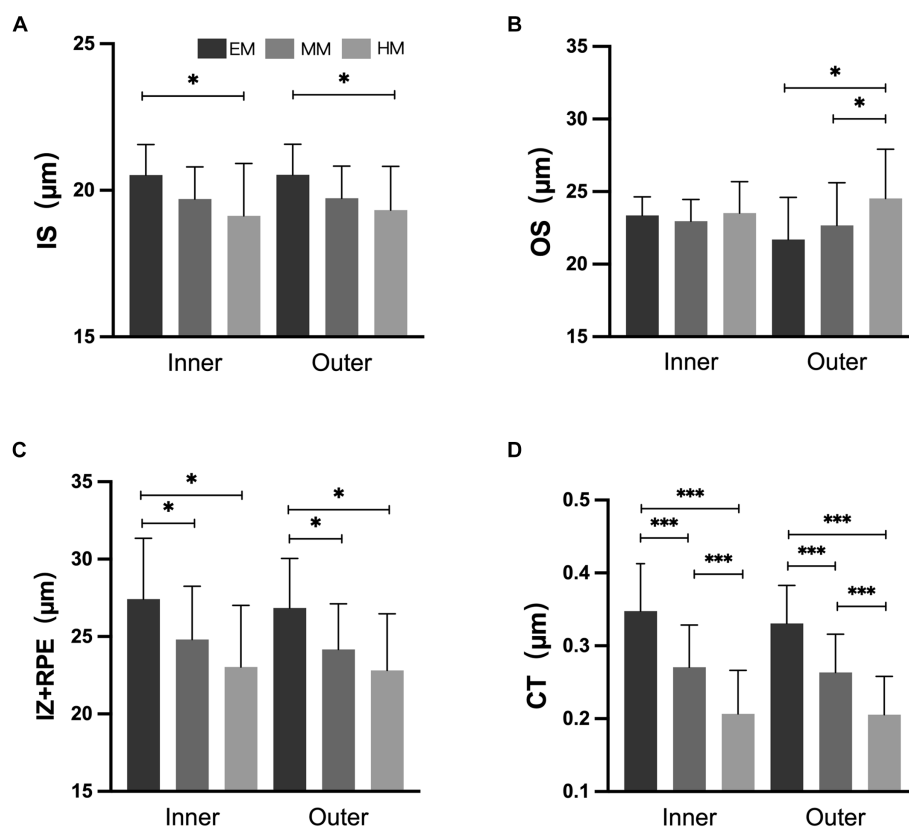 A
IS (μm)
25
20
15
EM MM HM
*
*
Inner Outer
B
OS (μm)
35
30
25
20
15
*
*
Inner Outer
C
IZ+RPE (μm)
35
30
25
20
15
*
*
*
*
Inner Outer
D
CT (μm)
0.5
0.4
0.3
0.2
0.1
***
***
***
***
***
***
Inner Outer